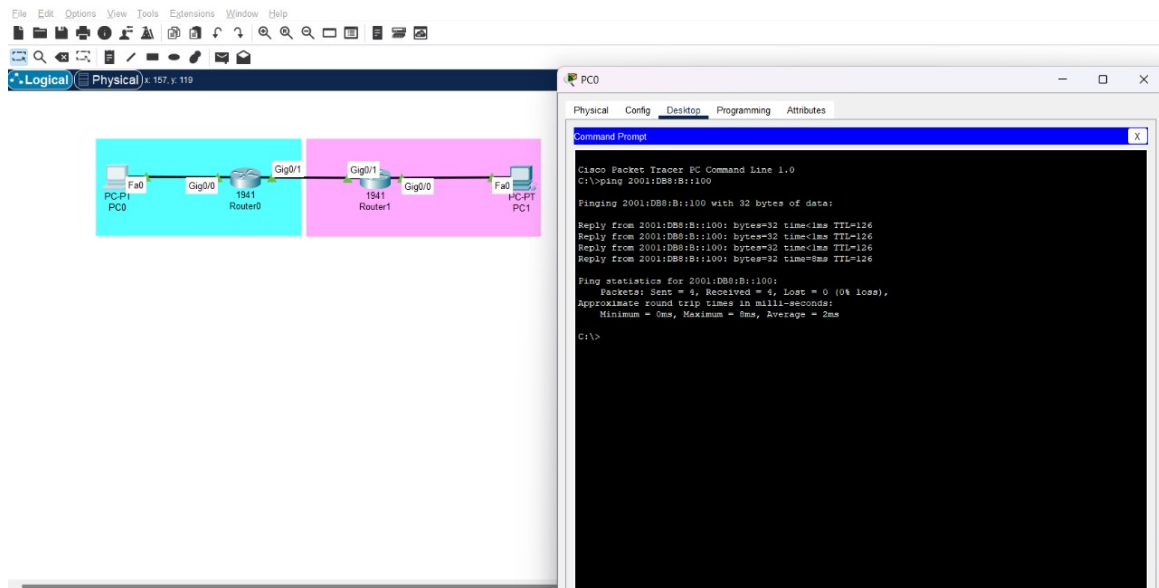 File Edit Options View Tools Extensions Window Help
Logical Physical x: 157, y: 119
PC0
Physical Config Desktop Programming Attributes
Command Prompt X
Cisco Packet Tracer PC Command Line 1.0
C:\>ping 2001:DB8:B::100
Pinging 2001:DB8:B::100 with 32 bytes of data:
Reply from 2001:DB8:B::100: bytes=32 time<1ms TTL=126
Reply from 2001:DB8:B::100: bytes=32 time<1ms TTL=126
Reply from 2001:DB8:B::100: bytes=32 time<1ms TTL=126
Reply from 2001:DB8:B::100: bytes=32 time=8ms TTL=126
Ping statistics for 2001:DB8:B::100:
Packets: Sent = 4, Received = 4, Lost = 0 (0% loss),
Approximate round trip times in milli-seconds:
Minimum = 0ms, Maximum = 8ms, Average = 2ms
C:\>
Gig0/1 Gig0/1
Fa0 Gig0/0 Gig0/0 Fa0
PC-PT 1941 1941 PC-PT
PC0 Router0 Router1 PC1